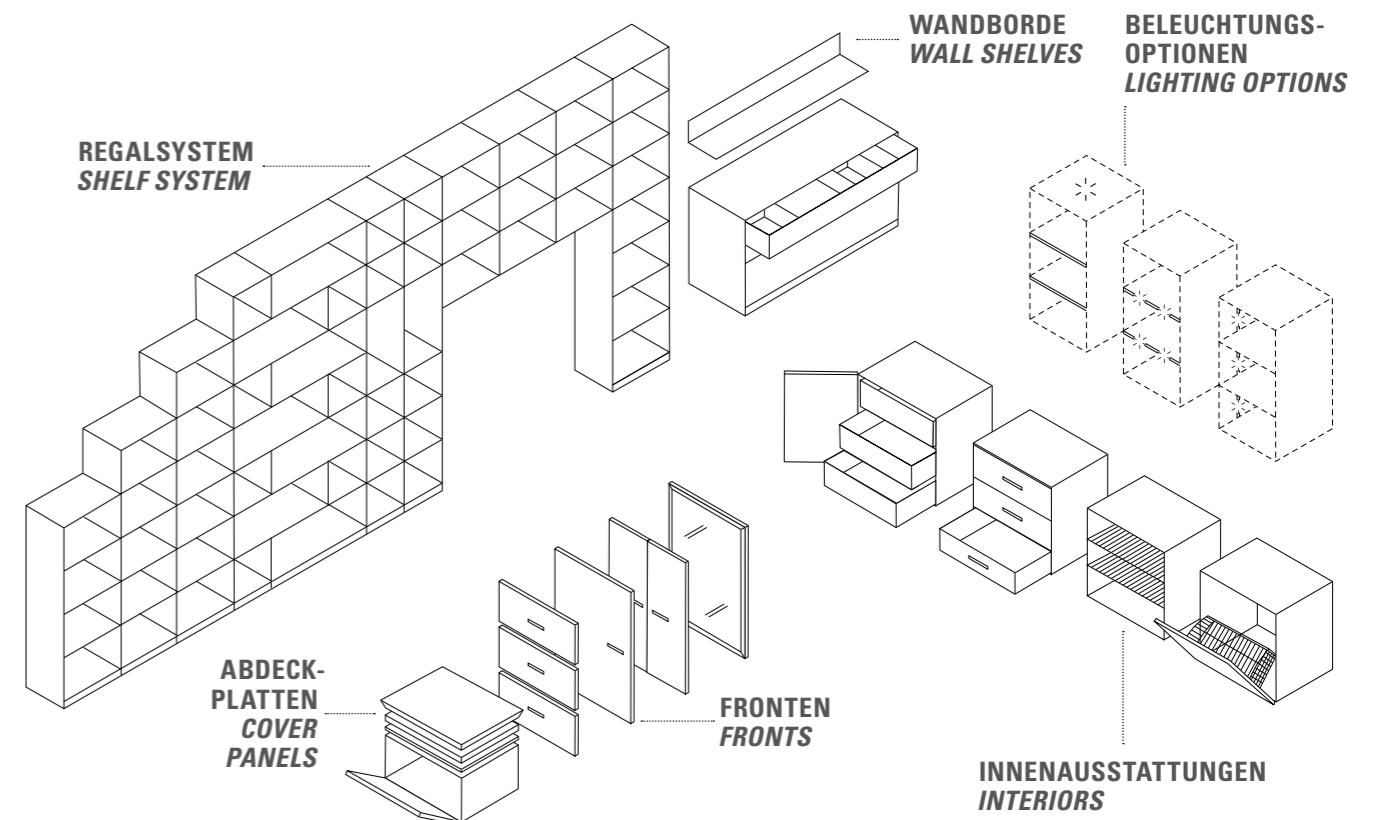 WANDBORDE
WALL SHELVES
BELEUCHTUNGS-
OPTIONEN
LIGHTING OPTIONS
REGALSYSTEM
SHELF SYSTEM
ABDECK-
PLATTEN
COVER
PANELS
FRONTEN
FRONTS
INNENAUSSTATTUNGEN
INTERIORS